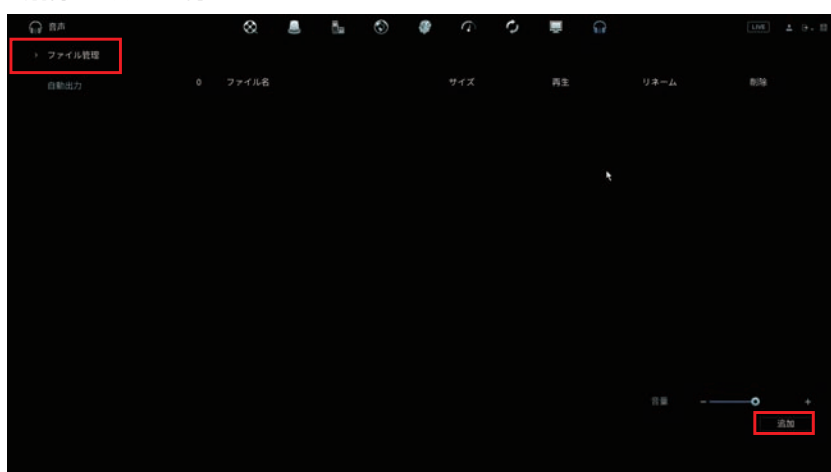 音声
LIVE
ファイル管理
自動出力
0 ファイル名 サイズ 再生 リネーム 削除
音量 - +
追加